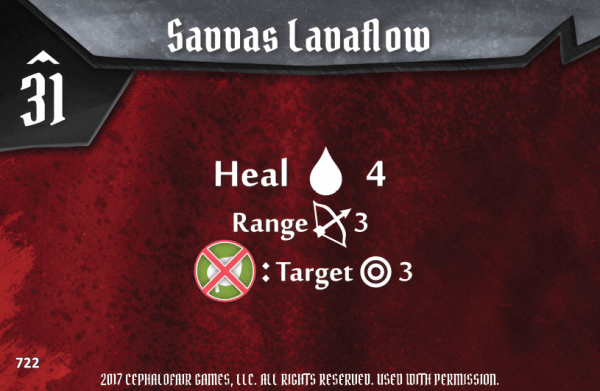 Savvas Lavaflow
31
Heal 4
Range 3
: Target 3
722
2017 CEPHALOFAIR GAMES, LLC. ALL RIGHTS RESERVED. USED WITH PERMISSION.